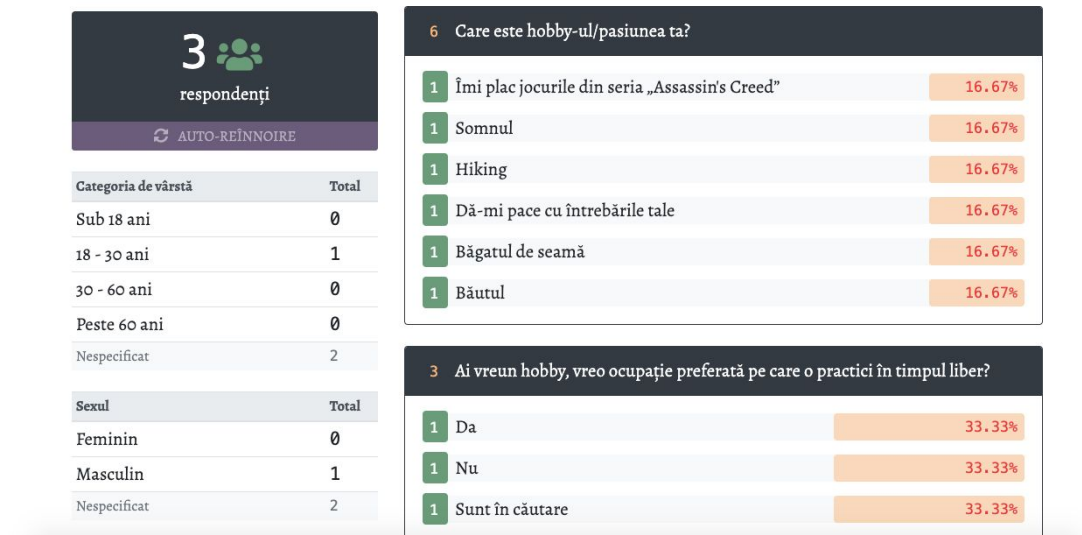 3
respondenți
AUTO-REÎNNOIRE
Categoria de vârstă Total
Sub 18 ani 0
18 - 30 ani 1
30 - 60 ani 0
Peste 60 ani 0
Nespecificat 2
Sexul Total
Feminin 0
Masculin 1
Nespecificat 2
6 Care este hobby-ul/pasiunea ta?
1 Îmi plac jocurile din seria „Assassin's Creed” 16.67%
1 Somnul 16.67%
1 Hiking 16.67%
1 Dă-mi pace cu întrebările tale 16.67%
1 Băgatul de seamă 16.67%
1 Băutul 16.67%
3 Ai vreun hobby, vreo ocupație preferată pe care o practici în timpul liber?
1 Da 33.33%
1 Nu 33.33%
1 Sunt în căutare 33.33%